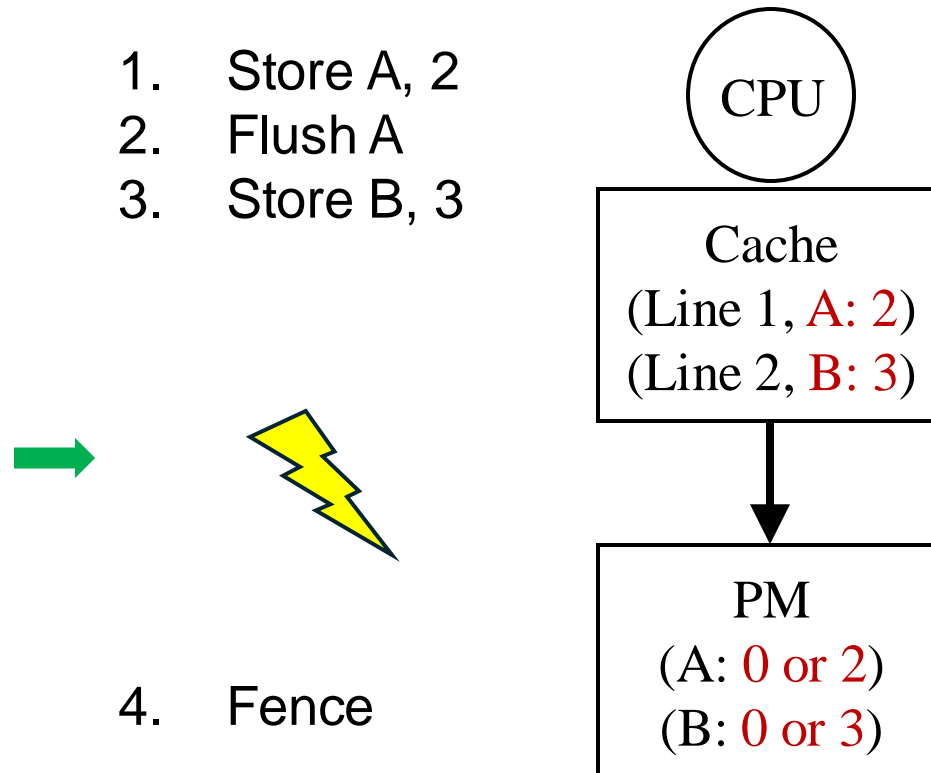 1. Store A, 2
2. Flush A
3. Store B, 3
4. Fence
CPU
Cache
(Line 1, A: 2)
(Line 2, B: 3)
PM
(A: 0 or 2)
(B: 0 or 3)